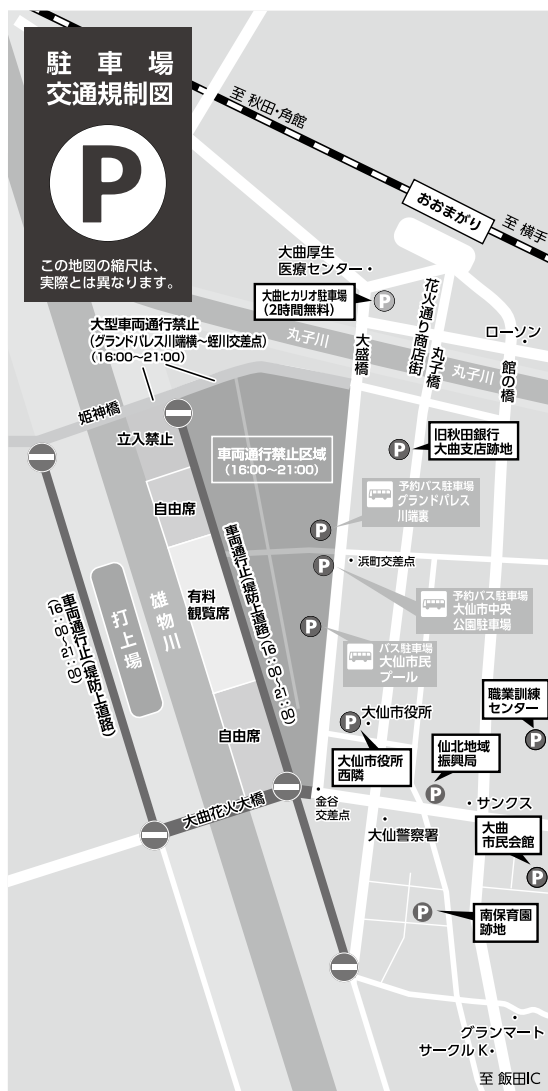 駐車場
交通規制図
P
この地図の縮尺は、
実際とは異なります。
至 秋田・角館
おおまがり
至 横手
大曲厚生
医療センター
大曲ヒカリオ駐車場
(2時間無料)
P
花火通り商店街
丸子橋
ローソン
館の橋
大型車両通行禁止
(グランドパレス川端横〜蛭川交差点)
(16:00〜21:00)
丸子川
大盛橋
丸子川
姫神橋
立入禁止
車両通行禁止区域
(16:00〜21:00)
P
旧秋田銀行
大曲支店跡地
自由席
P
予約バス駐車場
グランドパレス
川端裏
P
浜町交差点
予約バス駐車場
大仙市中央
公園駐車場
車両通行止(堤防上道路)
(16:00〜21:00)
打上場
雄物川
有料
観覧席
車両通行止(堤防上道路)(16:00〜21:00)
P
バス駐車場
大仙市民
プール
自由席
P
大仙市役所
大仙市役所
西隣
職業訓練
センター
P
仙北地域
振興局
P
大曲花火大橋
金谷
交差点
サンクス
大仙警察署
大曲
市民会館
P
P
南保育園
跡地
グランマート
サークルK
至 飯田IC